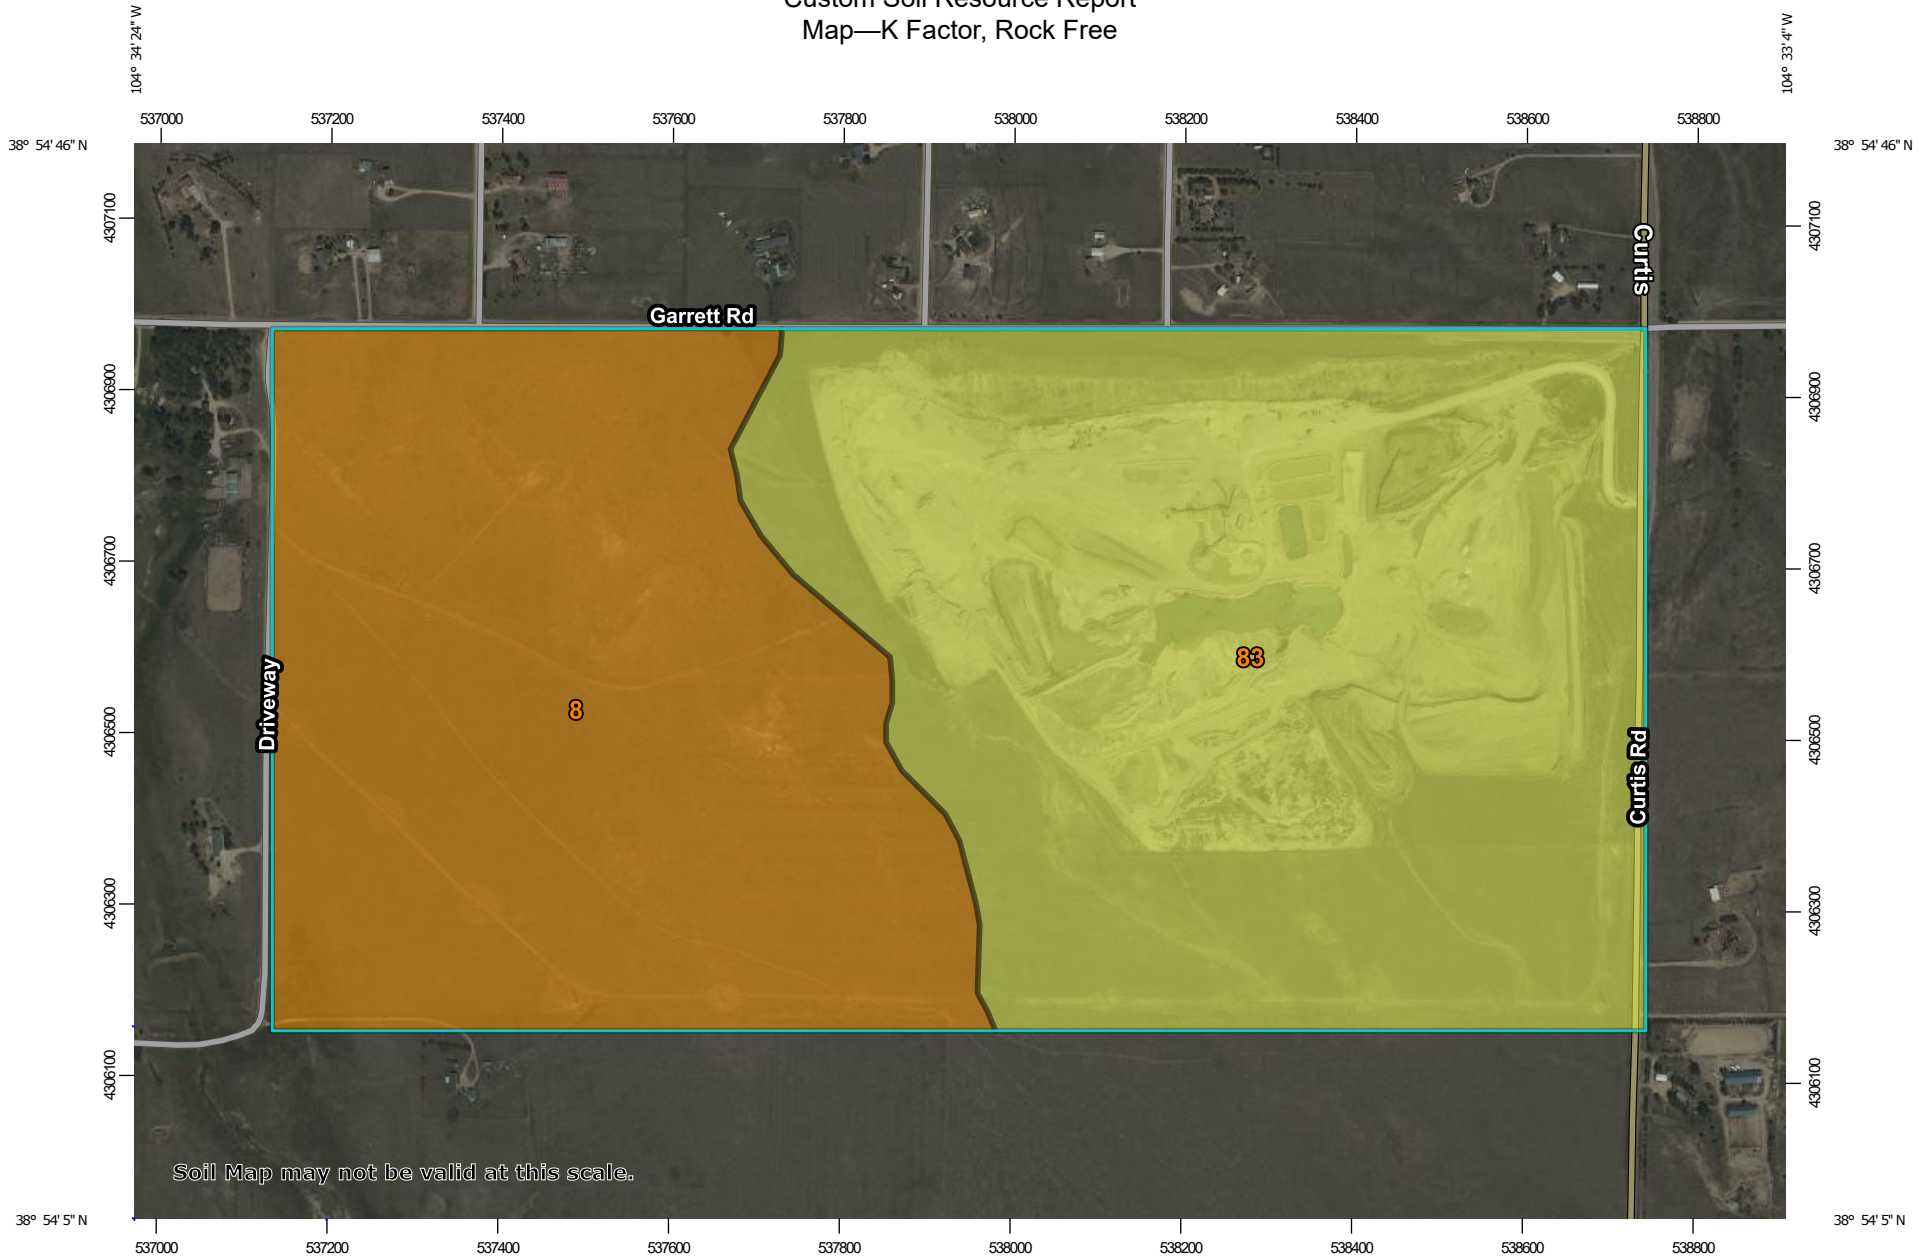 Custom Soil Resource Report
Map—K Factor, Rock Free
104° 34' 24" W
104° 33' 4" W
537000 537200 537400 537600 537800 538000 538200 538400 538600 538800
38° 54' 46" N
38° 54' 46" N
4307100
4307100
Curtis
Garrett Rd
4306900
4306900
4306700
4306700
83
Driveway
8
4306500
4306500
Curtis Rd
4306300
4306300
4306100
4306100
Soil Map may not be valid at this scale.
38° 54' 5" N
38° 54' 5" N
537000 537200 537400 537600 537800 538000 538200 538400 538600 538800